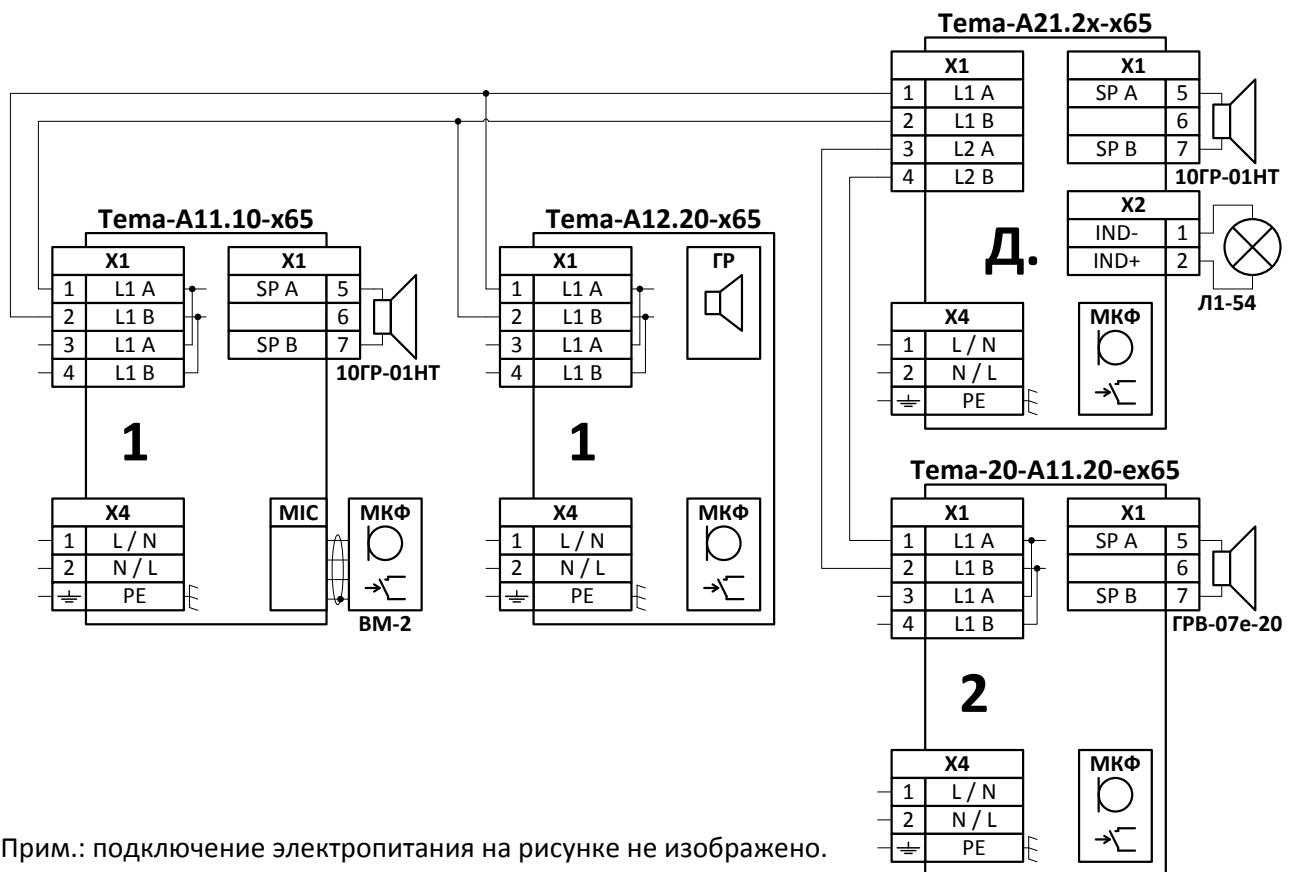 Tema-A21.2x-x65
X1
1 L1 A
2 L1 B
3 L2 A
4 L2 B
X1
SP A 5
6
SP B 7
10ГР-01НТ
X2
IND- 1
IND+ 2
Л1-54
Д.
X4
1 L / N
2 N / L
PE
МКФ
Tema-A11.10-x65
X1
1 L1 A
2 L1 B
3 L1 A
4 L1 B
X1
SP A 5
6
SP B 7
10ГР-01НТ
1
X4
1 L / N
2 N / L
PE
MIC
МКФ
ВМ-2
Tema-A12.20-x65
X1
1 L1 A
2 L1 B
3 L1 A
4 L1 B
ГР
1
X4
1 L / N
2 N / L
PE
МКФ
Tema-20-A11.20-ex65
X1
1 L1 A
2 L1 B
3 L1 A
4 L1 B
X1
SP A 5
6
SP B 7
ГРВ-07е-20
2
X4
1 L / N
2 N / L
PE
МКФ
Прим.: подключение электропитания на рисунке не изображено.